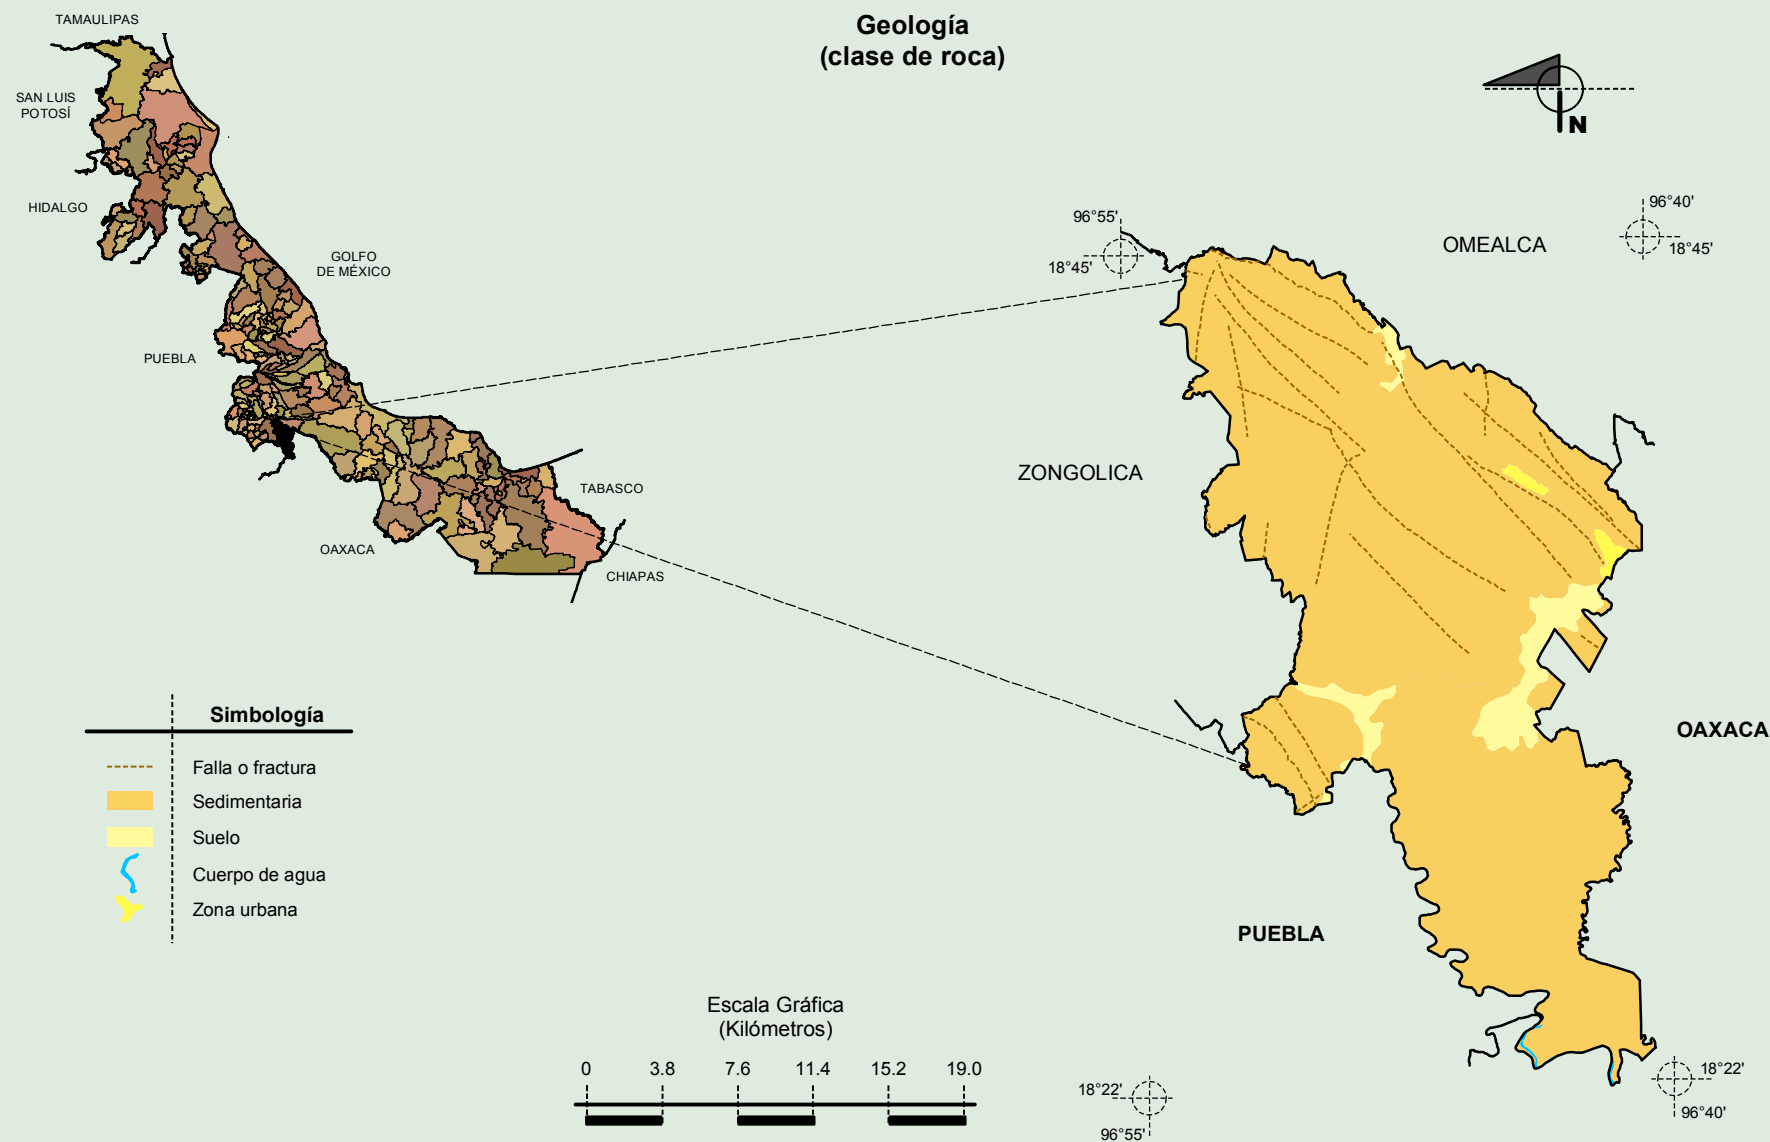 Geología
(clase de roca)
TAMAULIPAS
SAN LUIS
POTOSÍ
HIDALGO
GOLFO
DE MÉXICO
PUEBLA
OAXACA
TABASCO
CHIAPAS
N
96°55'
18°45'
96°40'
18°45'
OMEALCA
ZONGOLICA
OAXACA
PUEBLA
Simbología
Falla o fractura
Sedimentaria
Suelo
Cuerpo de agua
Zona urbana
Escala Gráfica
(Kilómetros)
0 3.8 7.6 11.4 15.2 19.0
18°22'
96°55'
18°22'
96°40'